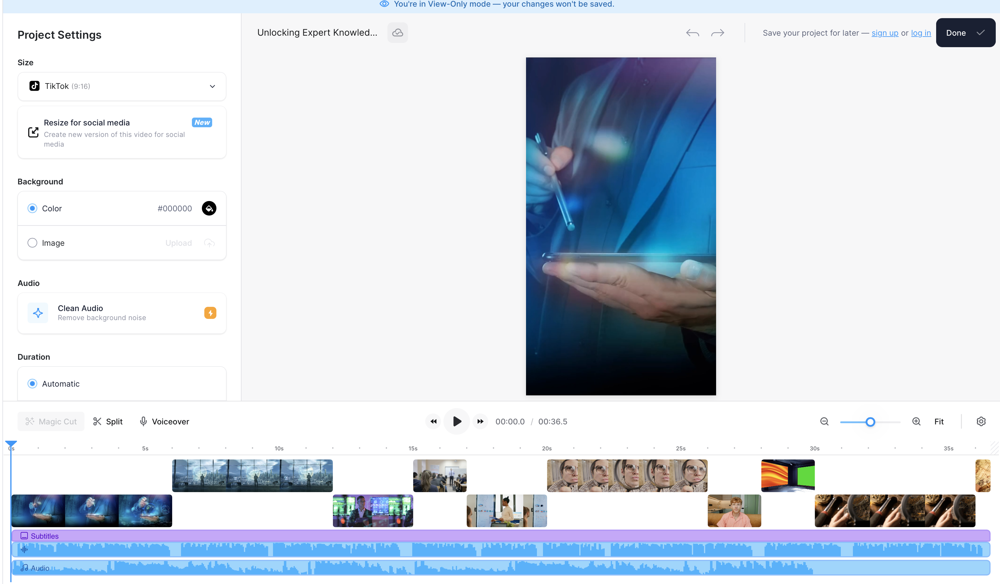 You're in View-Only mode — your changes won't be saved.
Project Settings
Unlocking Expert Knowled...
Save your project for later — sign up or log in
Done
Size
TikTok (9:16)
Resize for social media
New
Create new version of this video for social
media
Background
Color
#000000
Image
Upload
Audio
Clean Audio
Remove background noise
Duration
Automatic
Magic Cut
Split
Voiceover
00:00.0 / 00:36.5
Fit
0s 5s 10s 15s 20s 25s 30s 35s
Subtitles
Audio